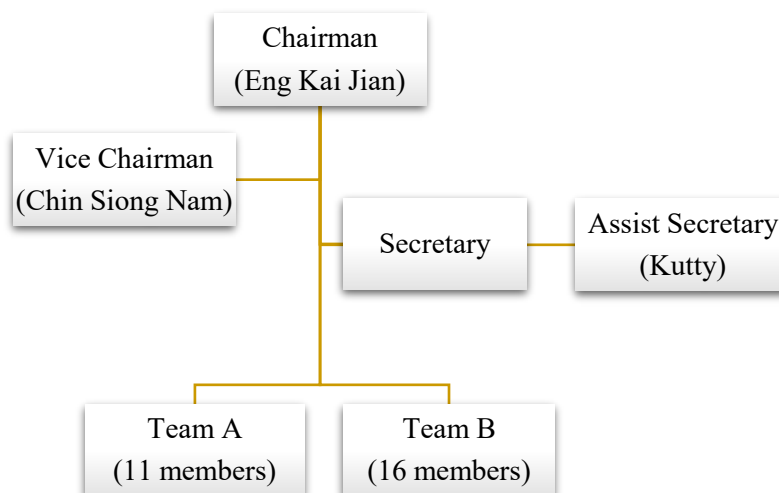 Chairman
(Eng Kai Jian)
Vice Chairman
(Chin Siong Nam)
Secretary
Assist Secretary
(Kutty)
Team A
(11 members)
Team B
(16 members)